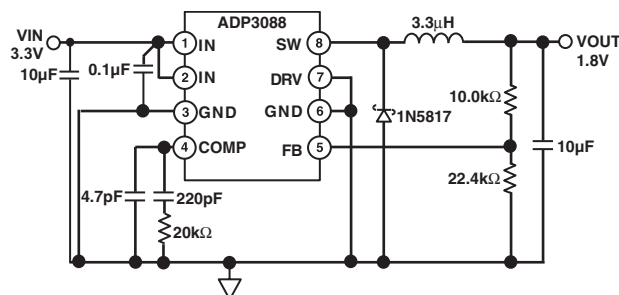 ADP3088
VIN
3.3V
10μF
0.1μF
1 IN
2 IN
3 GND
4 COMP
SW 8
DRV 7
GND 6
FB 5
3.3μH
VOUT
1.8V
10.0kΩ
1N5817
10μF
22.4kΩ
4.7pF
220pF
20kΩ